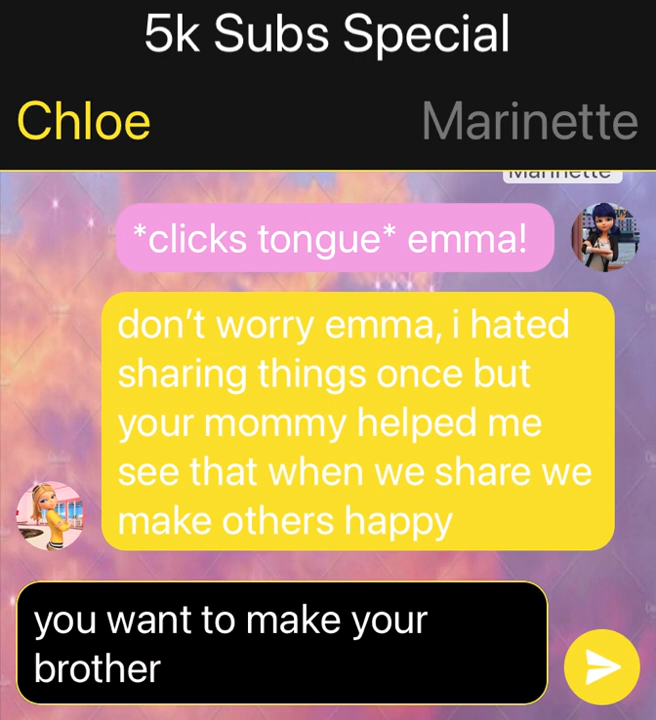 5k Subs Special
Chloe Marinette
Marinette
*clicks tongue* emma!
don’t worry emma, i hated
sharing things once but
your mommy helped me
see that when we share we
make others happy
you want to make your
brother